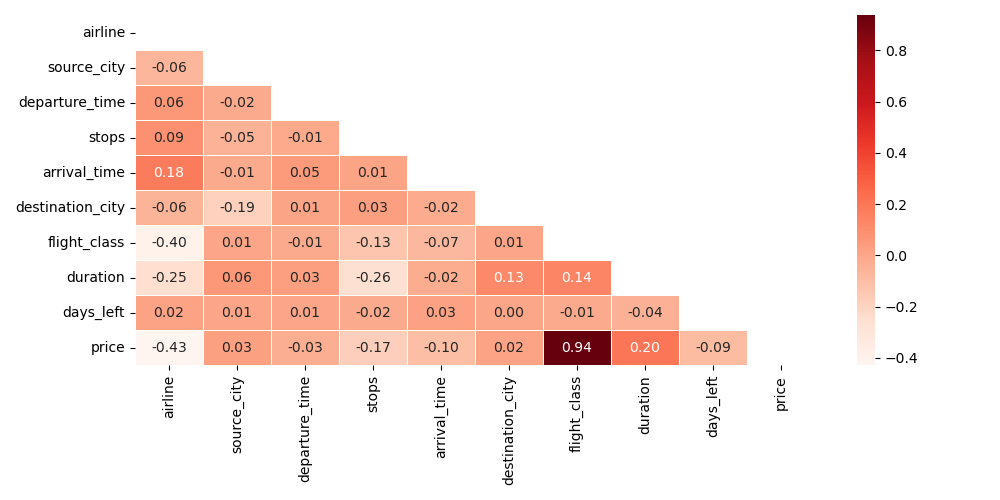 airline
source_city -0.06
departure_time 0.06 -0.02
stops 0.09 -0.05 -0.01
arrival_time 0.18 -0.01 0.05 0.01
destination_city -0.06 -0.19 0.01 0.03 -0.02
flight_class -0.40 0.01 -0.01 -0.13 -0.07 0.01
duration -0.25 0.06 0.03 -0.26 -0.02 0.13 0.14
days_left 0.02 0.01 0.01 -0.02 0.03 0.00 -0.01 -0.04
price -0.43 0.03 -0.03 -0.17 -0.10 0.02 0.94 0.20 -0.09
airline
source_city
departure_time
stops
arrival_time
destination_city
flight_class
duration
days_left
price
0.8
0.6
0.4
0.2
0.0
−0.2
−0.4